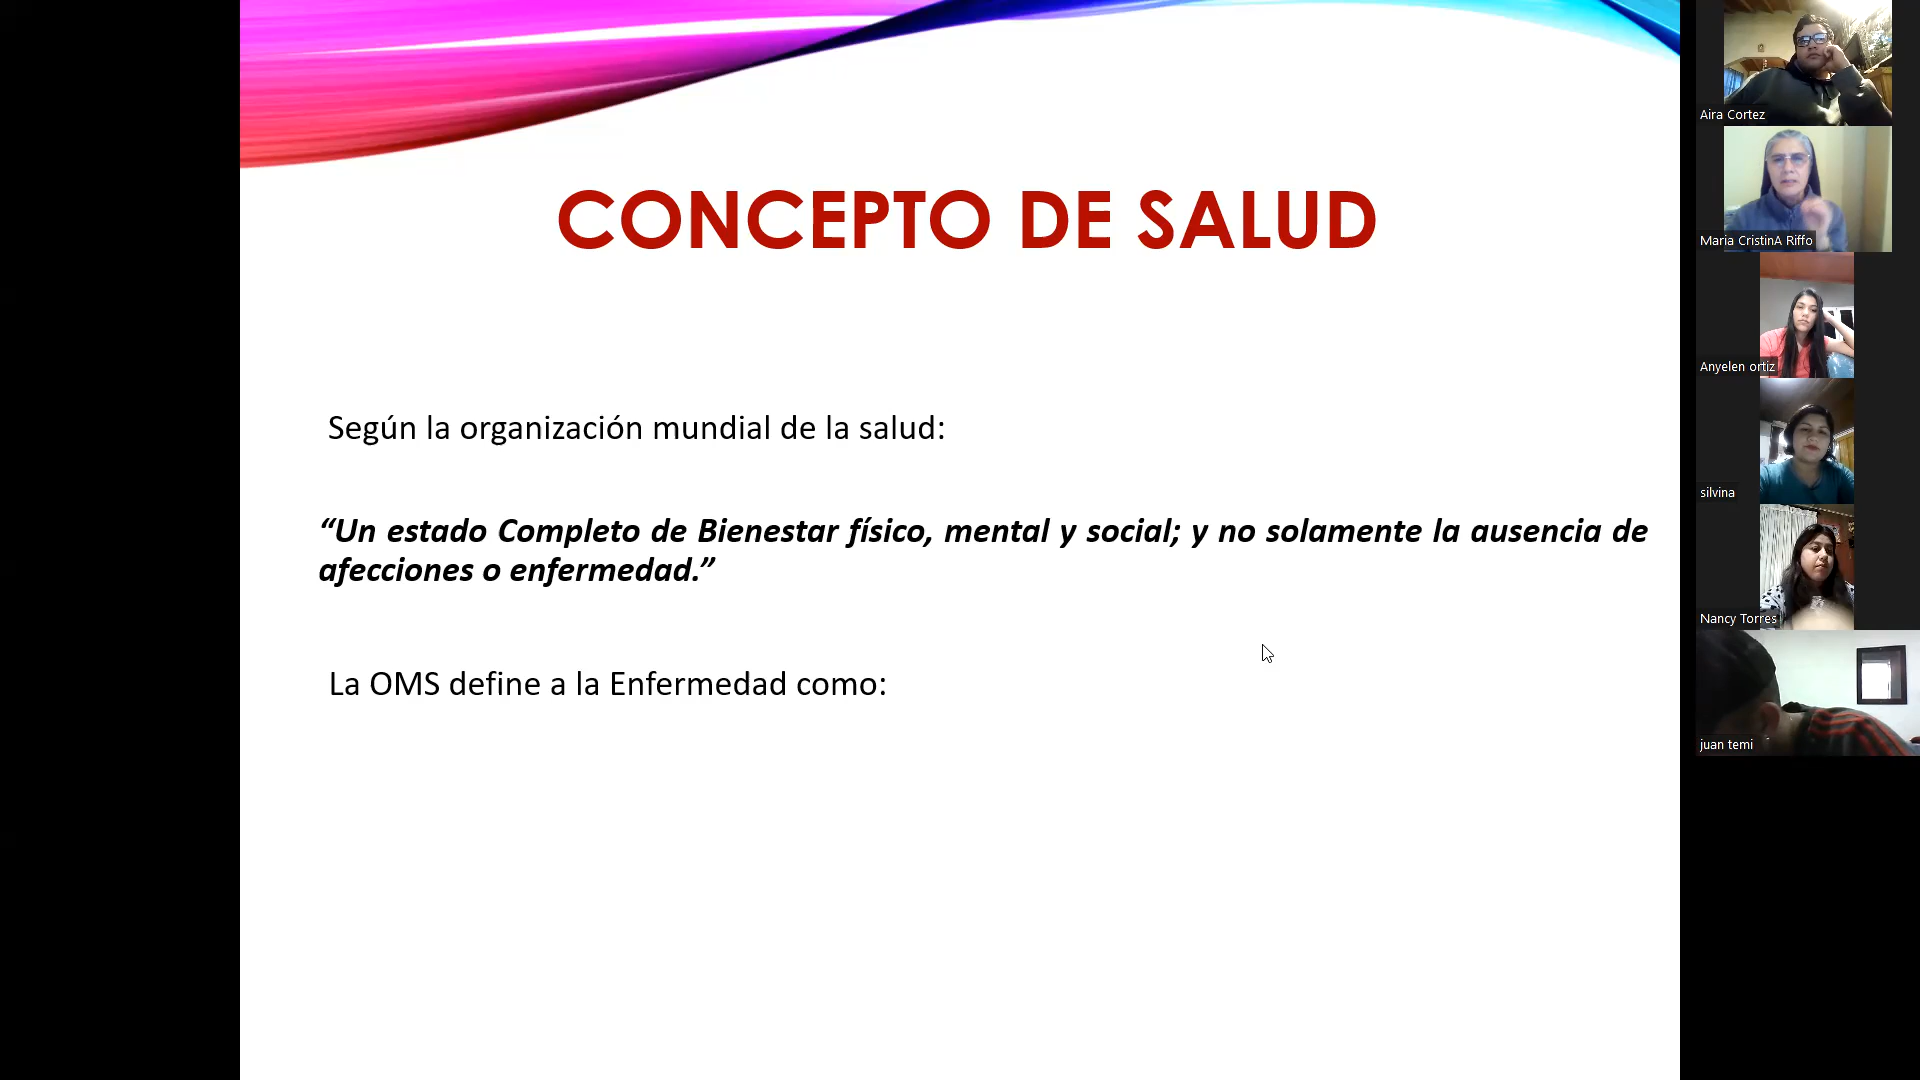 CONCEPTO DE SALUD
Según la organización mundial de la salud:
“Un estado Completo de Bienestar físico, mental y social; y no solamente la ausencia de
afecciones o enfermedad.”
La OMS define a la Enfermedad como:
Aira Cortez
Maria CristinA Riffo
Anyelen ortiz
silvina
Nancy Torres
juan temi